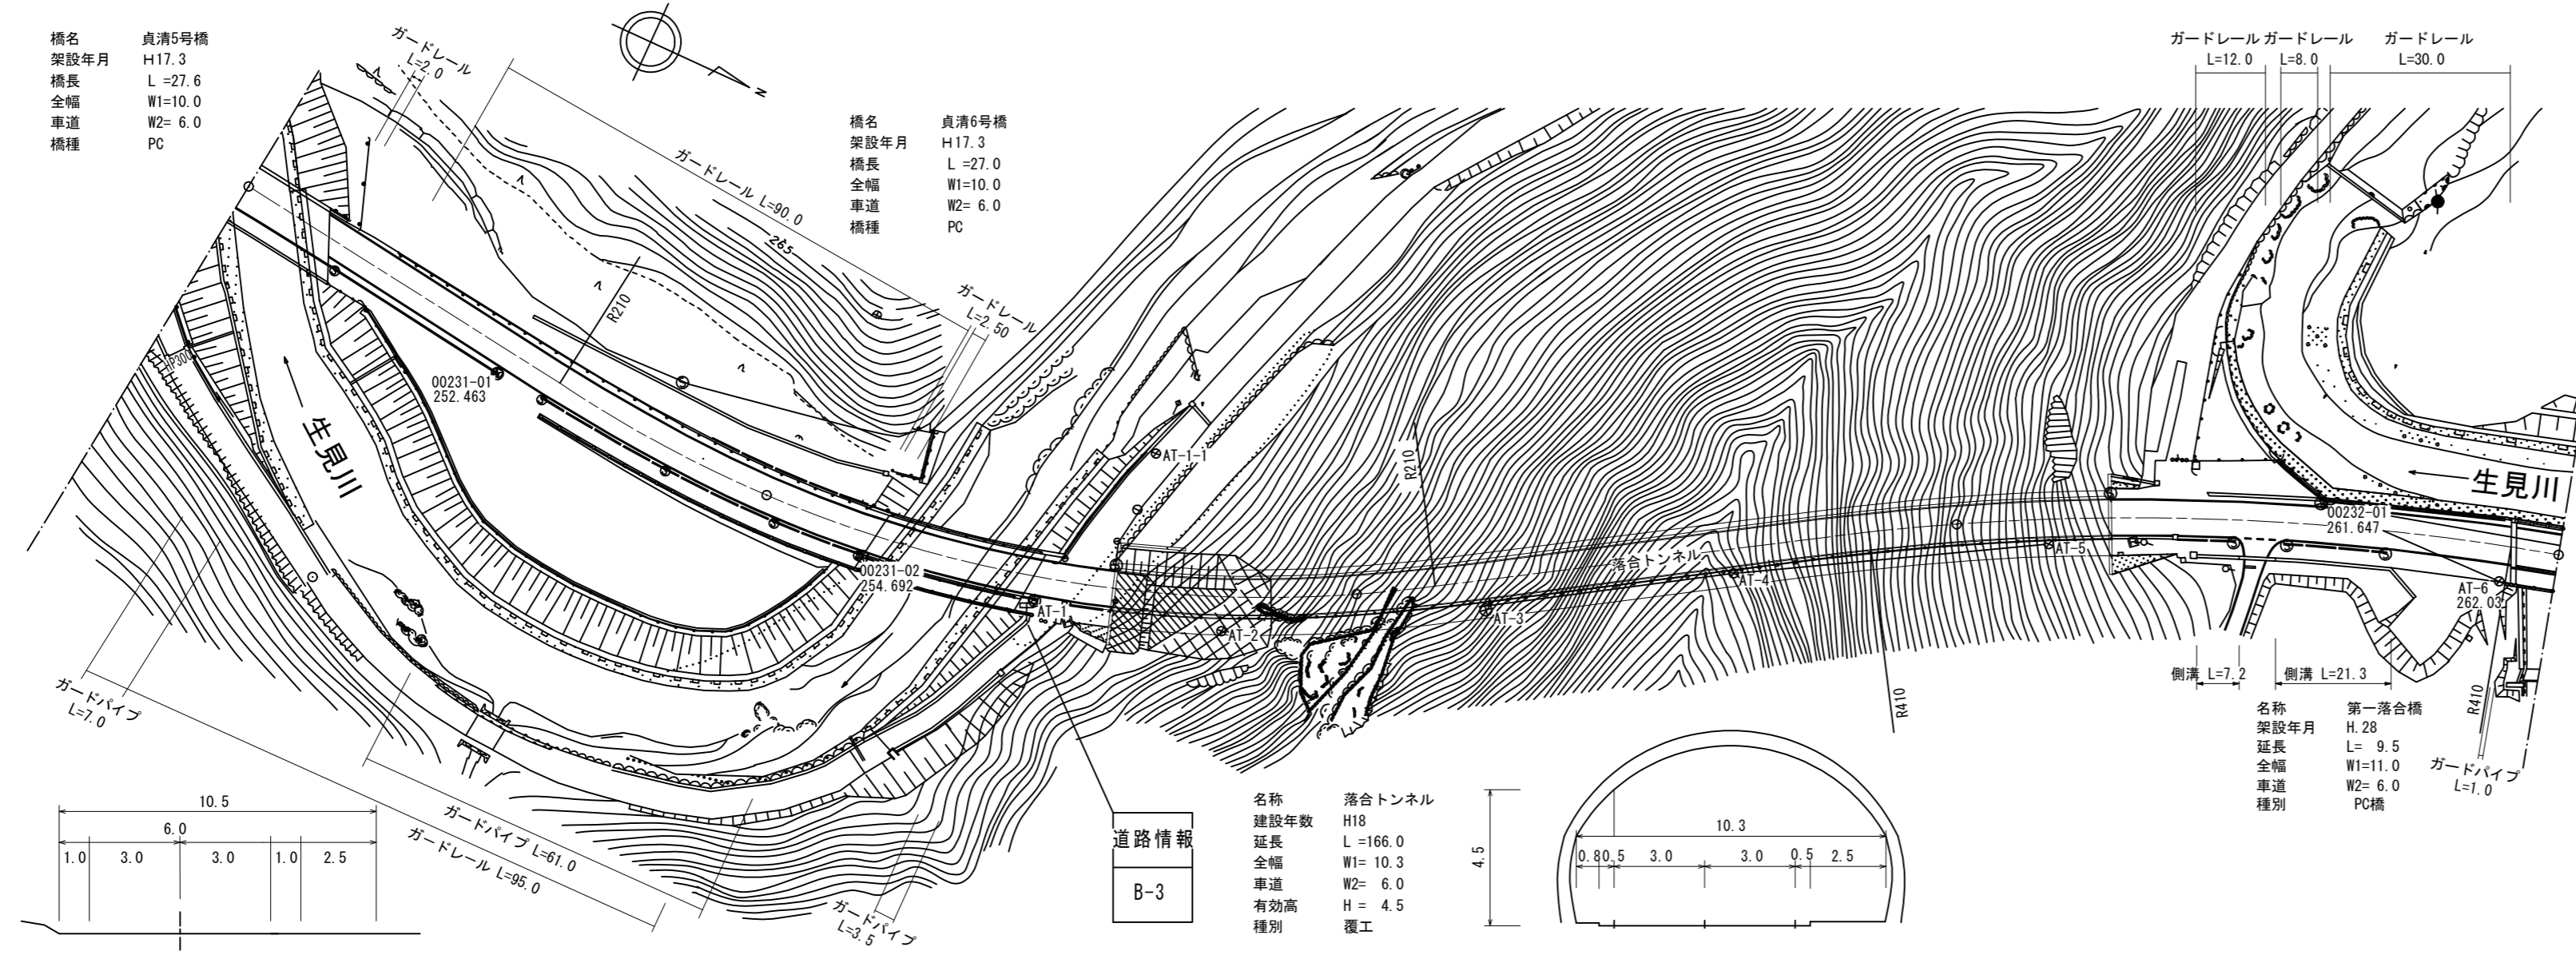 橋名 貞清5号橋
架設年月 H17.3
橋長 L =27.6
全幅 W1=10.0
車道 W2= 6.0
橋種 PC
ガードレール
L=2.0
N
ガードレール L=90.0
265
橋名 貞清6号橋
架設年月 H17.3
橋長 L =27.0
全幅 W1=10.0
車道 W2= 6.0
橋種 PC
ガードレール
L=2.50
ガードレール
L=12.0
ガードレール
L=8.0
ガードレール
L=30.0
R210
HP300
00231-01
252.463
生見川
AT-1-1
R210
00231-02
254.692
AT-1
AT-2
AT-3
落合トンネル
AT-4
AT-5
生見川
00232-01
261.647
AT-6
262.03
R410
R410
側溝 L=7.2
側溝 L=21.3
名称 第一落合橋
架設年月 H.28
延長 L= 9.5
全幅 W1=11.0
車道 W2= 6.0
種別 PC橋
ガードパイプ
L=1.0
ガードパイプ
L=7.0
ガードパイプ L=61.0
ガードレール L=95.0
ガードパイプ
L=3.5
10.5
6.0
1.0 3.0 3.0 1.0 2.5
道路情報
B-3
名称 落合トンネル
建設年数 H18
延長 L =166.0
全幅 W1= 10.3
車道 W2= 6.0
有効高 H = 4.5
種別 覆工
4.5
10.3
0.8 0.5 3.0 3.0 0.5 2.5